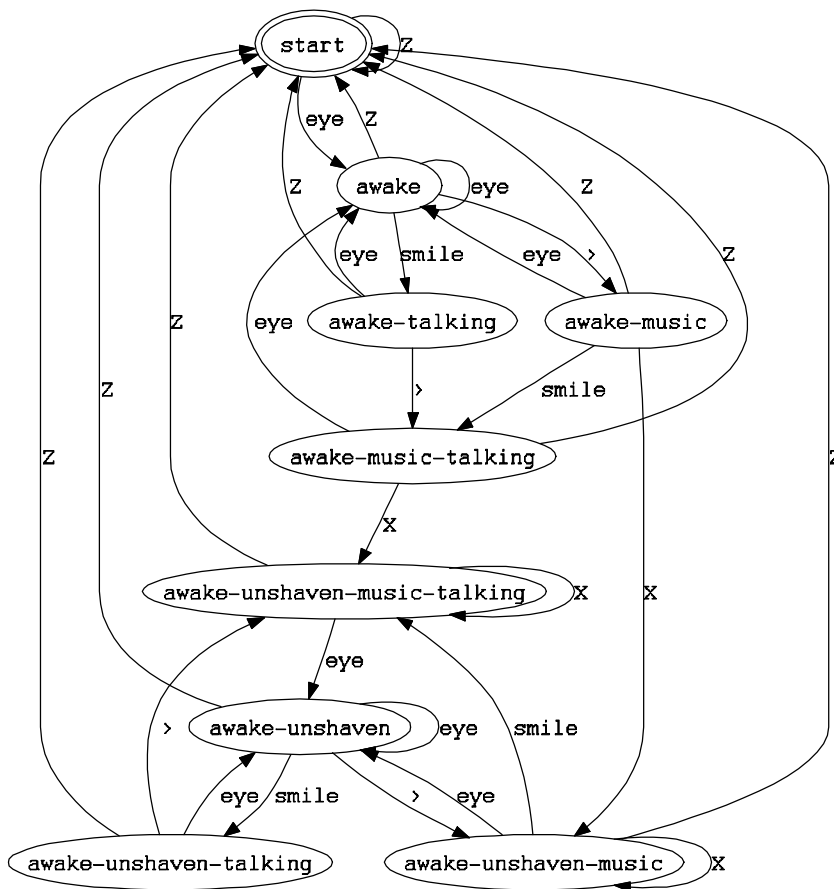 start
Z
eye
Z
awake
eye
Z
Z
eye
smile
eye
>
Z
awake-talking
awake-music
eye
Z
>
smile
Z
Z
awake-music-talking
Z
X
awake-unshaven-music-talking
X
X
eye
awake-unshaven
eye
>
smile
eye
smile
>
eye
awake-unshaven-talking
awake-unshaven-music
X